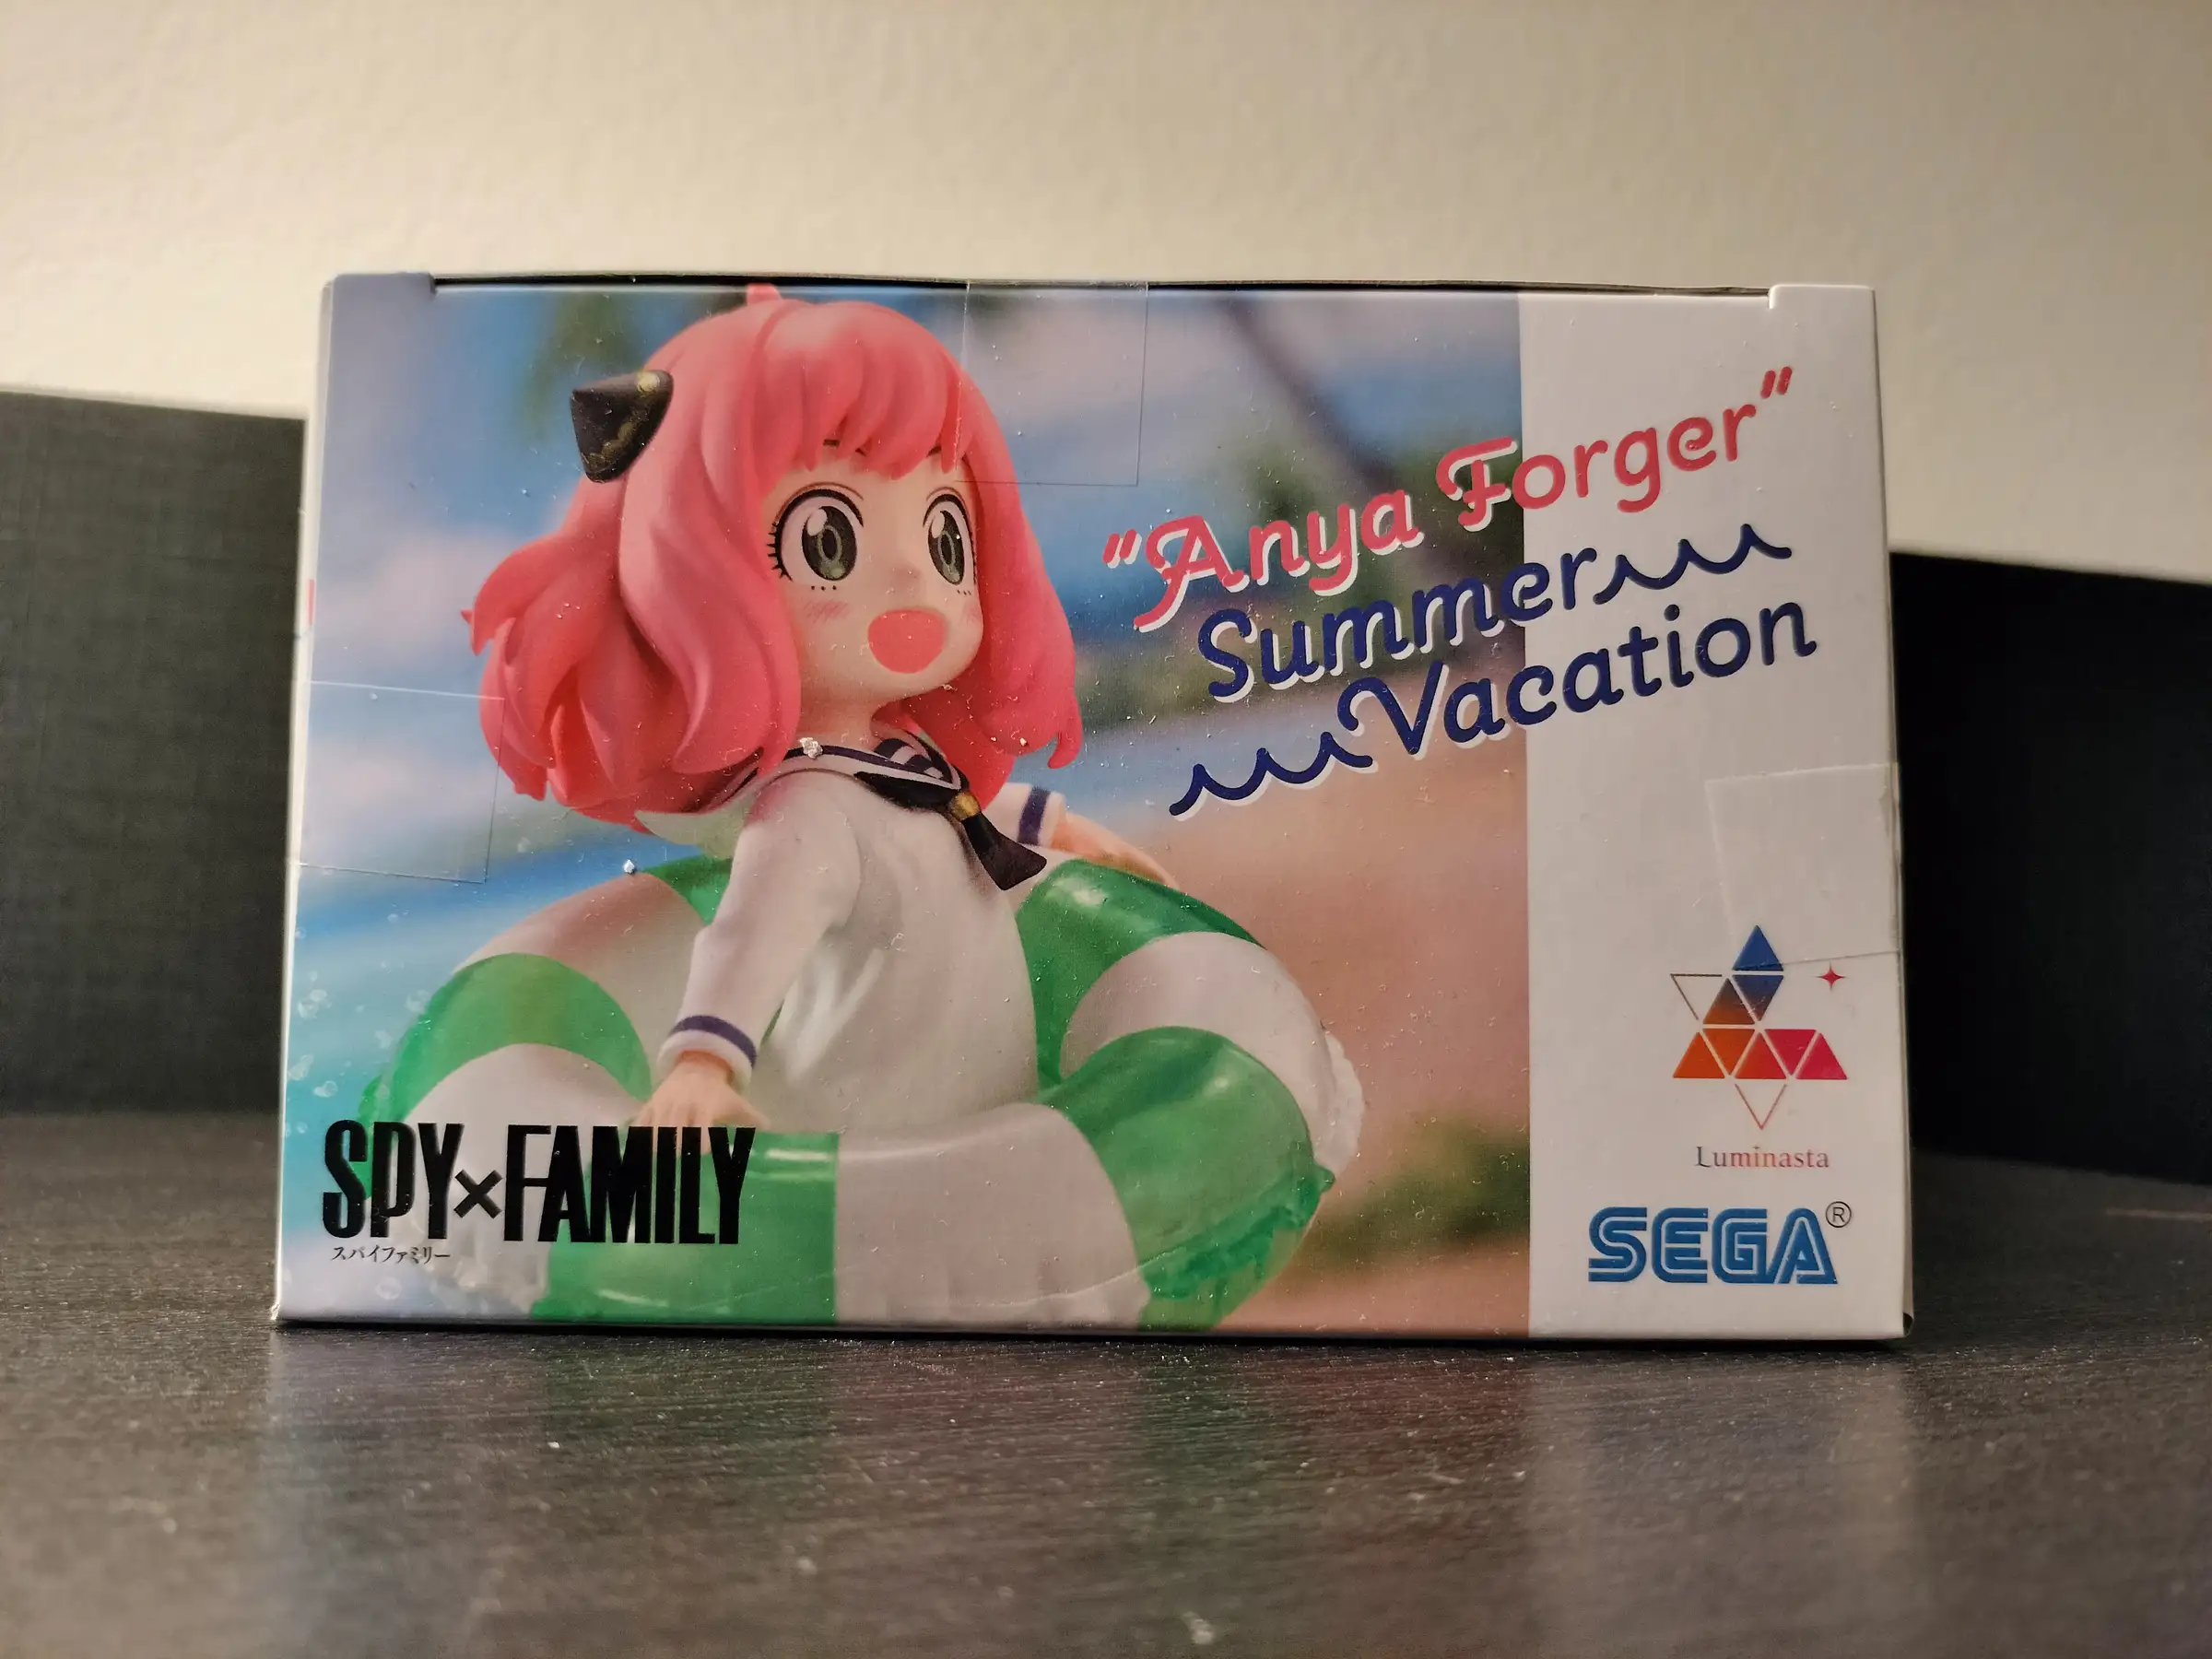 "Anya Forger"
Summer
Vacation
SPY×FAMILY
スパイファミリー
Luminasta
SEGA®